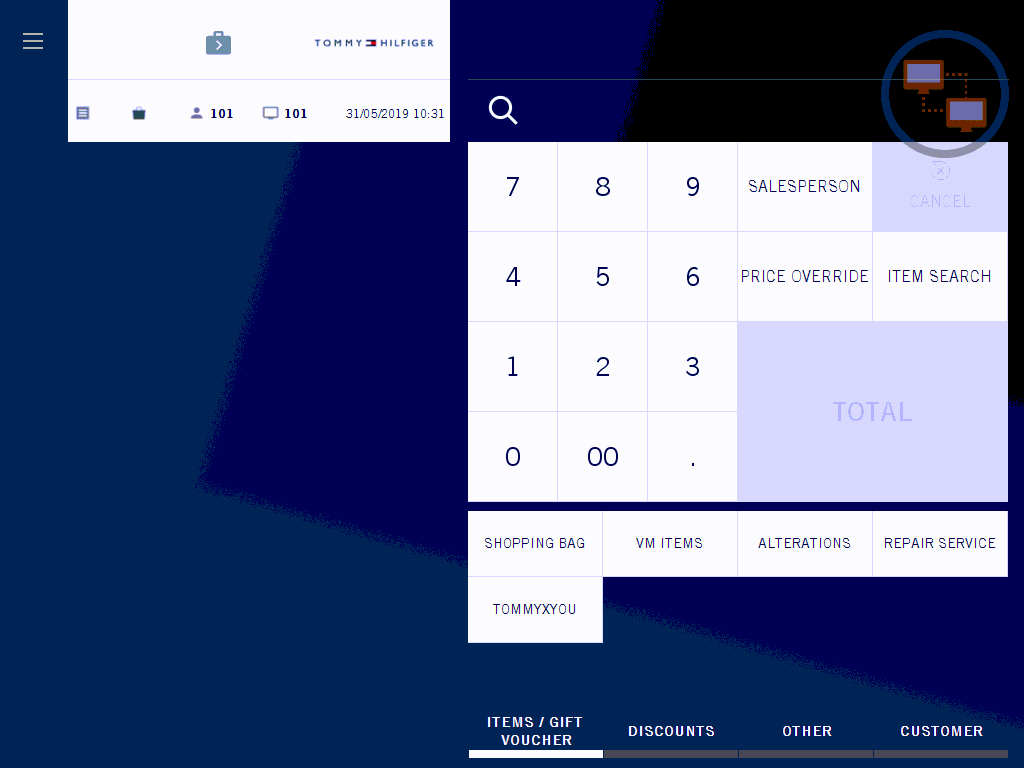 TOMMY HILFIGER
101
101
31/05/2019 10:31
7
8
9
SALESPERSON
CANCEL
4
5
6
PRICE OVERRIDE
ITEM SEARCH
1
2
3
TOTAL
0
00
.
SHOPPING BAG
VM ITEMS
ALTERATIONS
REPAIR SERVICE
TOMMYXYOU
ITEMS / GIFT
VOUCHER
DISCOUNTS
OTHER
CUSTOMER